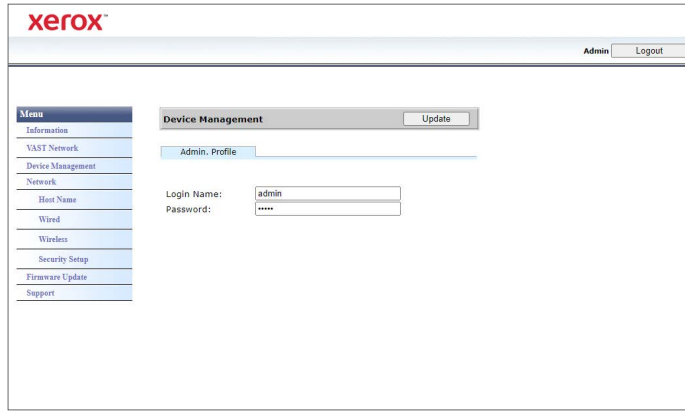 xerox™
Admin Logout
Menu
Information
VAST Network
Device Management
Network
Host Name
Wired
Wireless
Security Setup
Firmware Update
Support
Device Management Update
Admin. Profile
Login Name: admin
Password: •••••